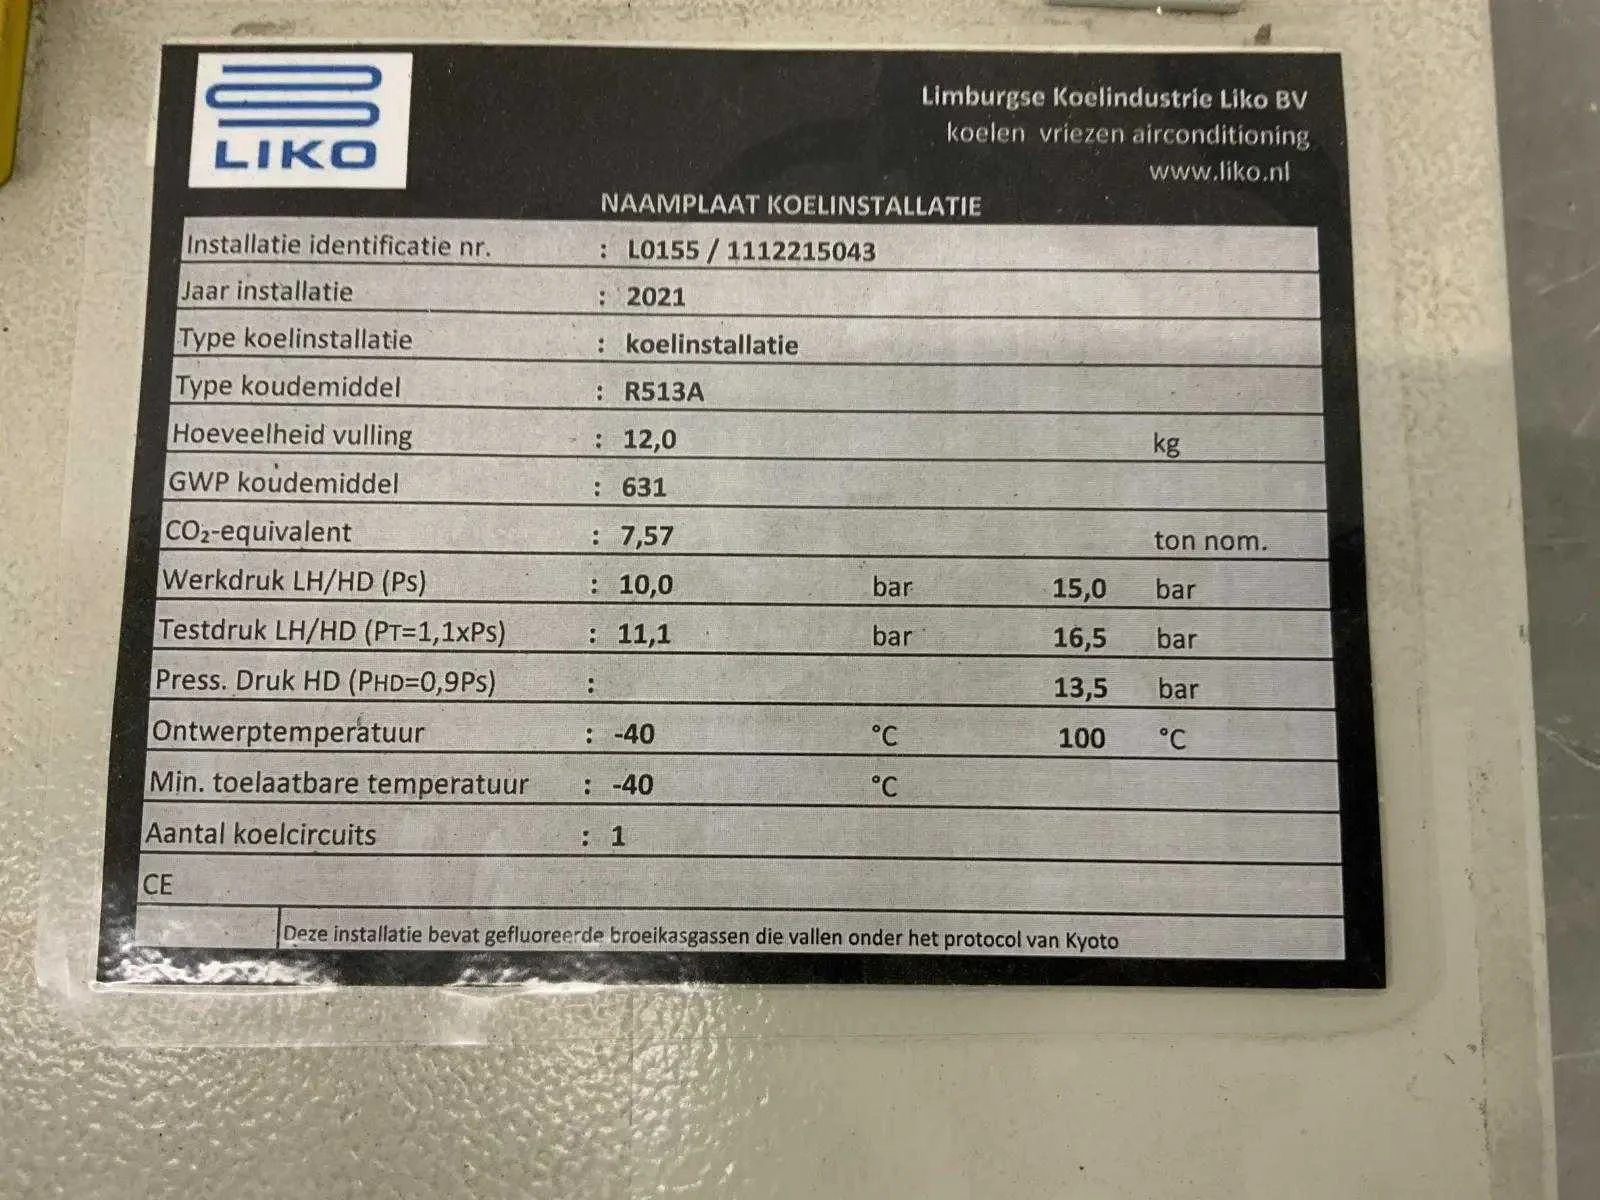 LIKO
Limburgse Koelindustrie Liko BV
koelen vriezen airconditioning
www.liko.nl
NAAMPLAAT KOELINSTALLATIE
Installatie identificatie nr. : L0155 / 1112215043
Jaar installatie : 2021
Type koelinstallatie : koelinstallatie
Type koudemiddel : R513A
Hoeveelheid vulling : 12,0 kg
GWP koudemiddel : 631
CO₂-equivalent : 7,57 ton nom.
Werkdruk LH/HD (Ps) : 10,0 bar 15,0 bar
Testdruk LH/HD (PT=1,1xPs) : 11,1 bar 16,5 bar
Press. Druk HD (PHD=0,9Ps) : 13,5 bar
Ontwerptemperatuur : -40 °C 100 °C
Min. toelaatbare temperatuur : -40 °C
Aantal koelcircuits : 1
CE
Deze installatie bevat gefluoreerde broeikasgassen die vallen onder het protocol van Kyoto